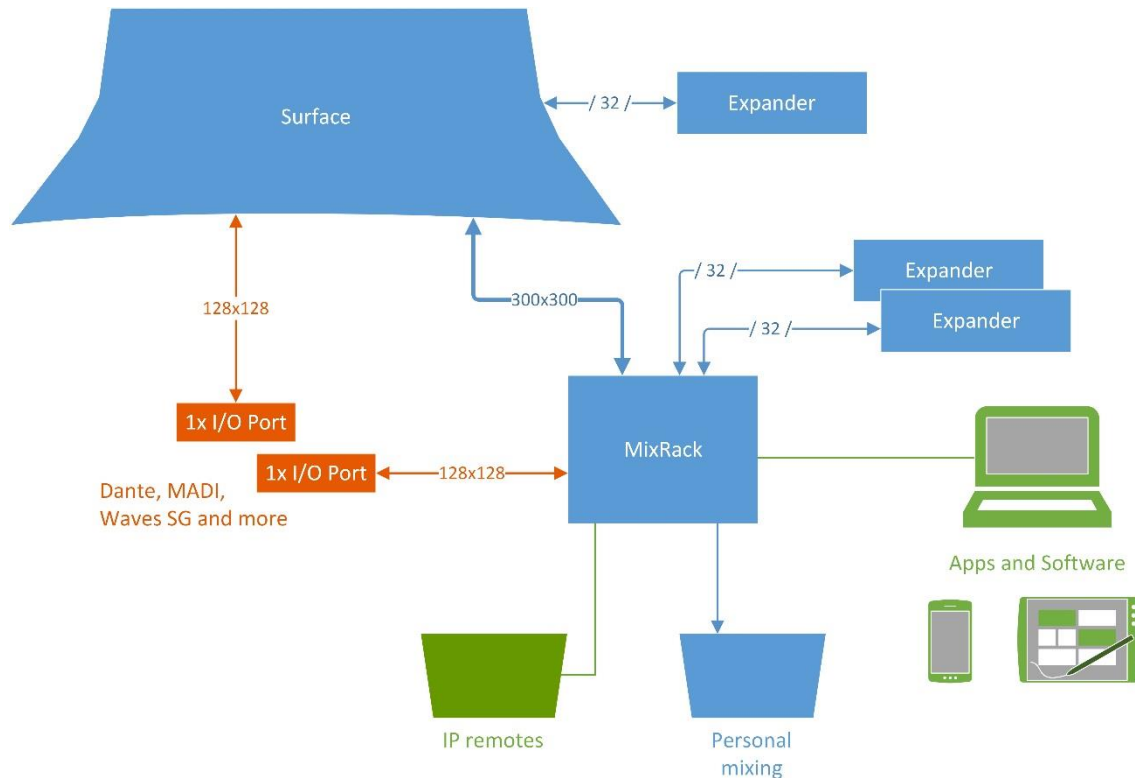 Surface
/ 32 /
Expander
/ 32 /
Expander
/ 32 /
Expander
128x128
300x300
1x I/O Port
1x I/O Port
128x128
MixRack
Dante, MADI,
Waves SG and more
Apps and Software
IP remotes
Personal
mixing